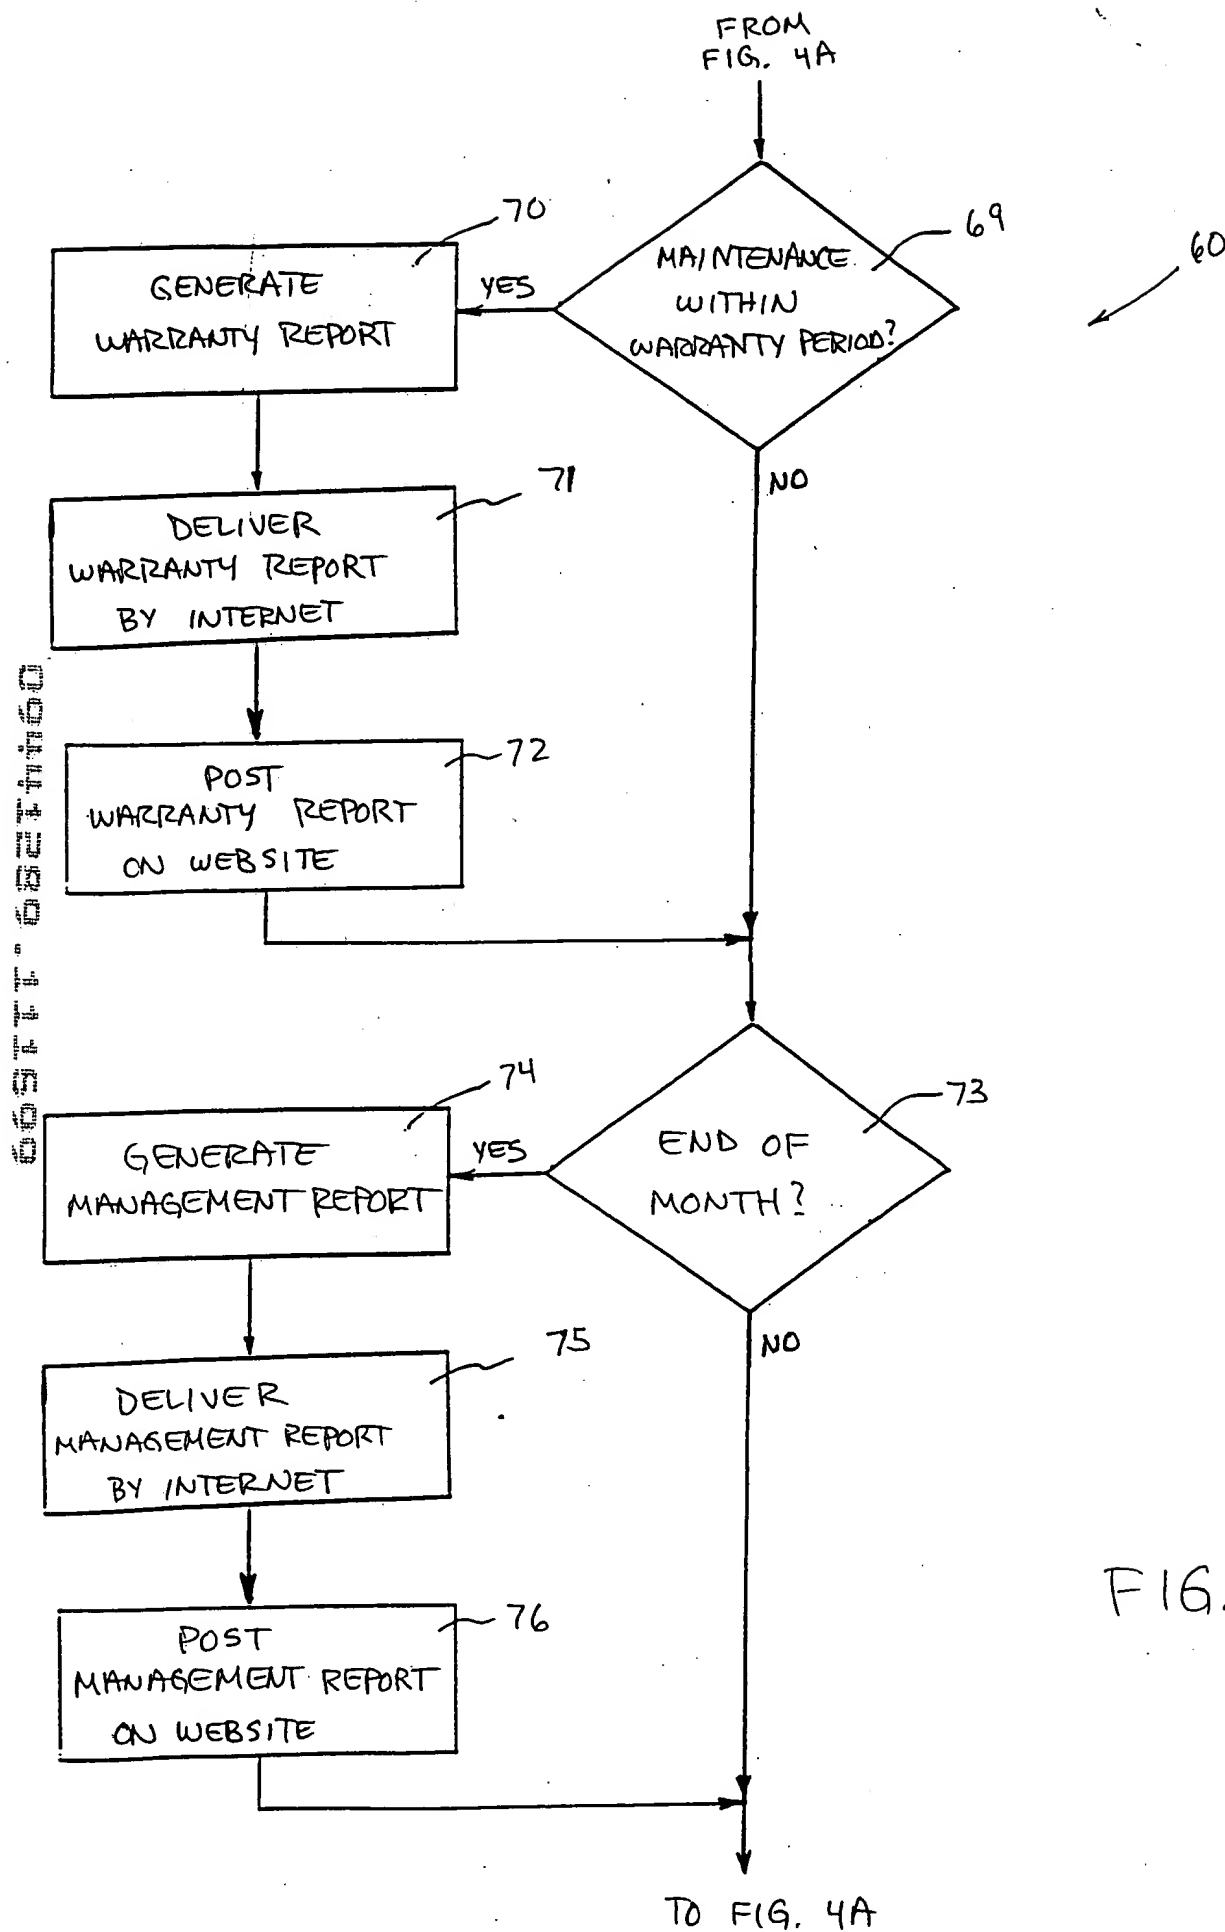 FROM
FIG. 4A
69
60
MAINTENANCE
WITHIN
WARRANTY PERIOD?
YES
70
GENERATE
WARRANTY REPORT
NO
71
DELIVER
WARRANTY REPORT
BY INTERNET
72
POST
WARRANTY REPORT
ON WEBSITE
73
END OF
MONTH?
YES
74
GENERATE
MANAGEMENT REPORT
NO
75
DELIVER
MANAGEMENT REPORT
BY INTERNET
76
POST
MANAGEMENT REPORT
ON WEBSITE
FIG.
TO FIG. 4A